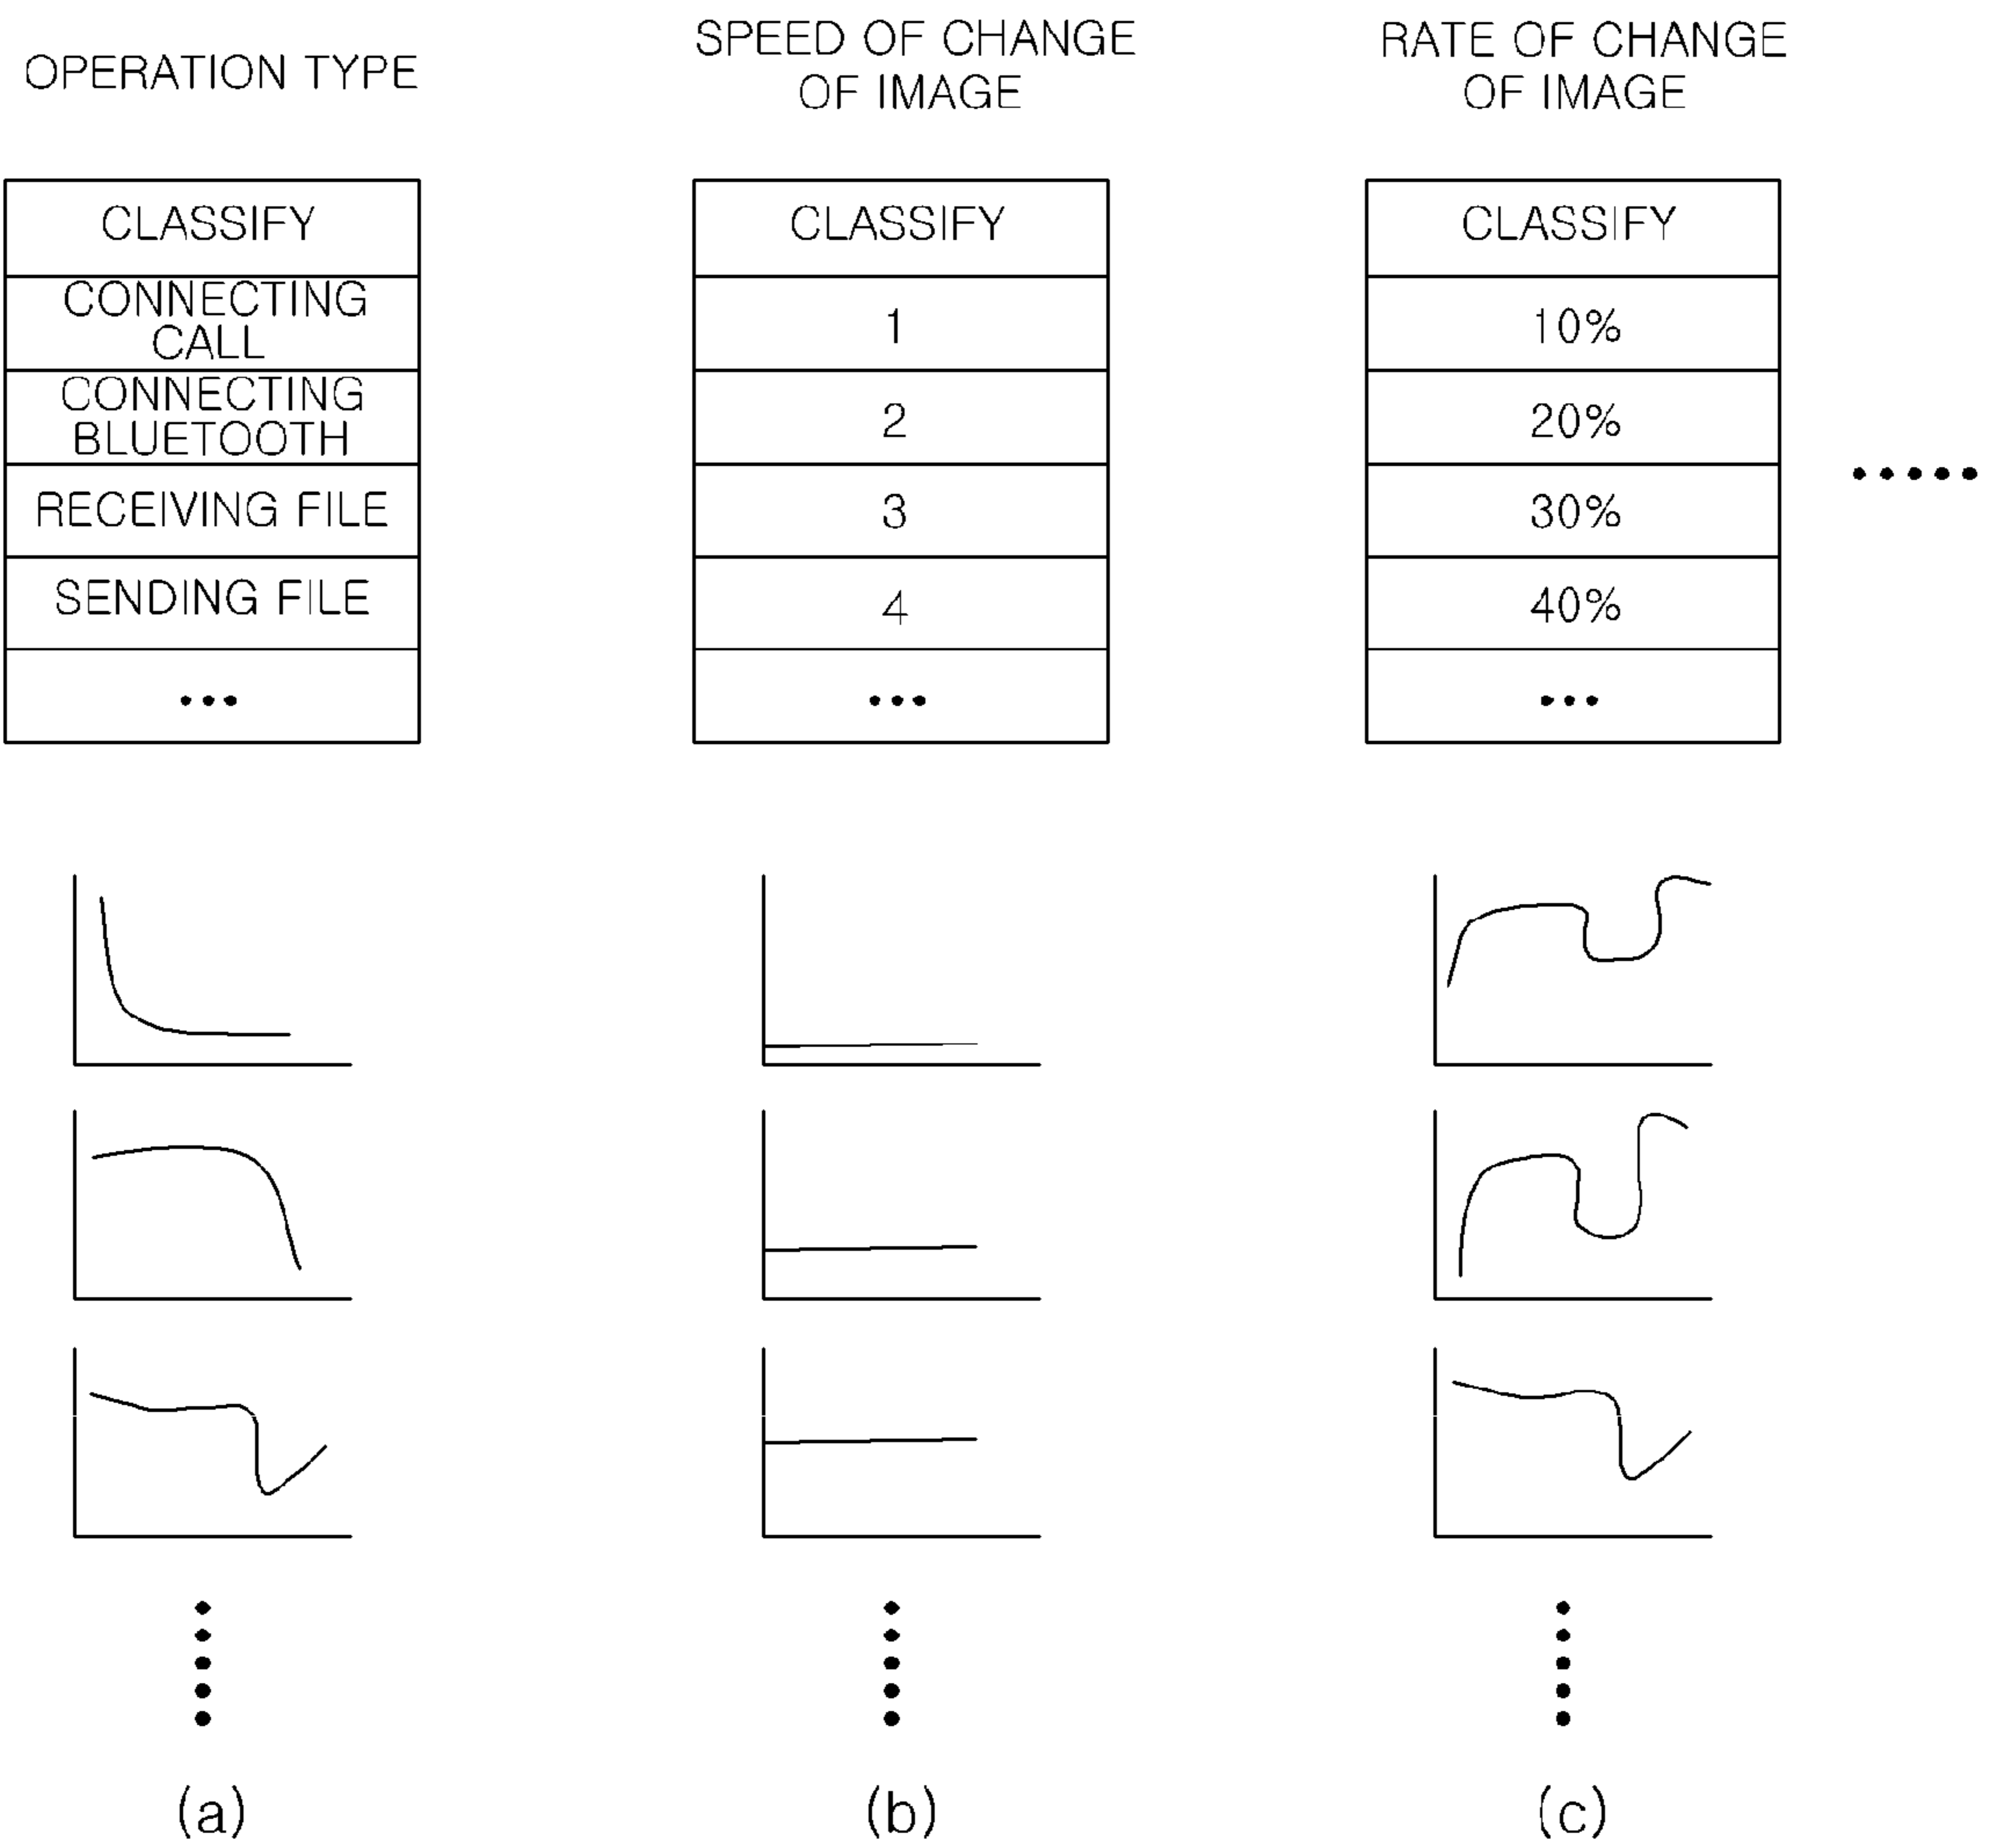 OPERATION TYPE
SPEED OF CHANGE
OF IMAGE
RATE OF CHANGE
OF IMAGE
CLASSIFY
CONNECTING
CALL
CONNECTING
BLUETOOTH
RECEIVING FILE
SENDING FILE
•••
CLASSIFY
1
2
3
4
•••
CLASSIFY
10%
20%
30%
40%
•••
•••••
(a)
(b)
(c)